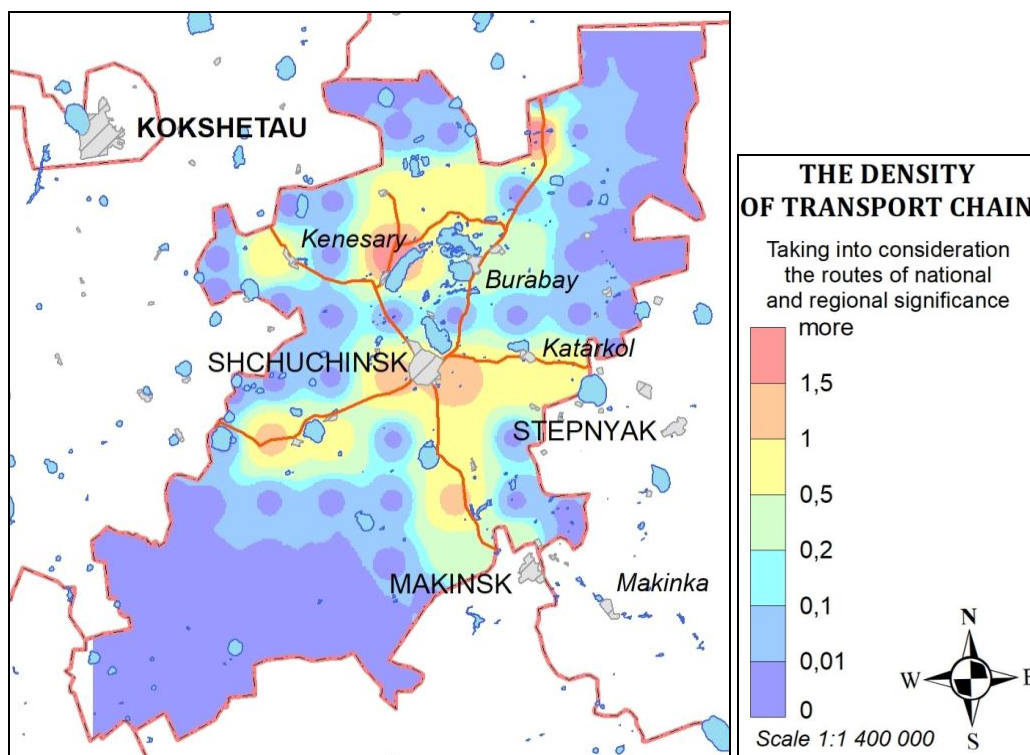 KOKSHETAU
Kenesary
Burabay
SHCHUCHINSK
Katarkol
STEPNYAK
MAKINSK
Makinka
THE DENSITY
OF TRANSPORT CHAIN
Taking into consideration
the routes of national
and regional significance
more
1,5
1
0,5
0,2
0,1
0,01
0
Scale 1:1 400 000
N
W
E
S